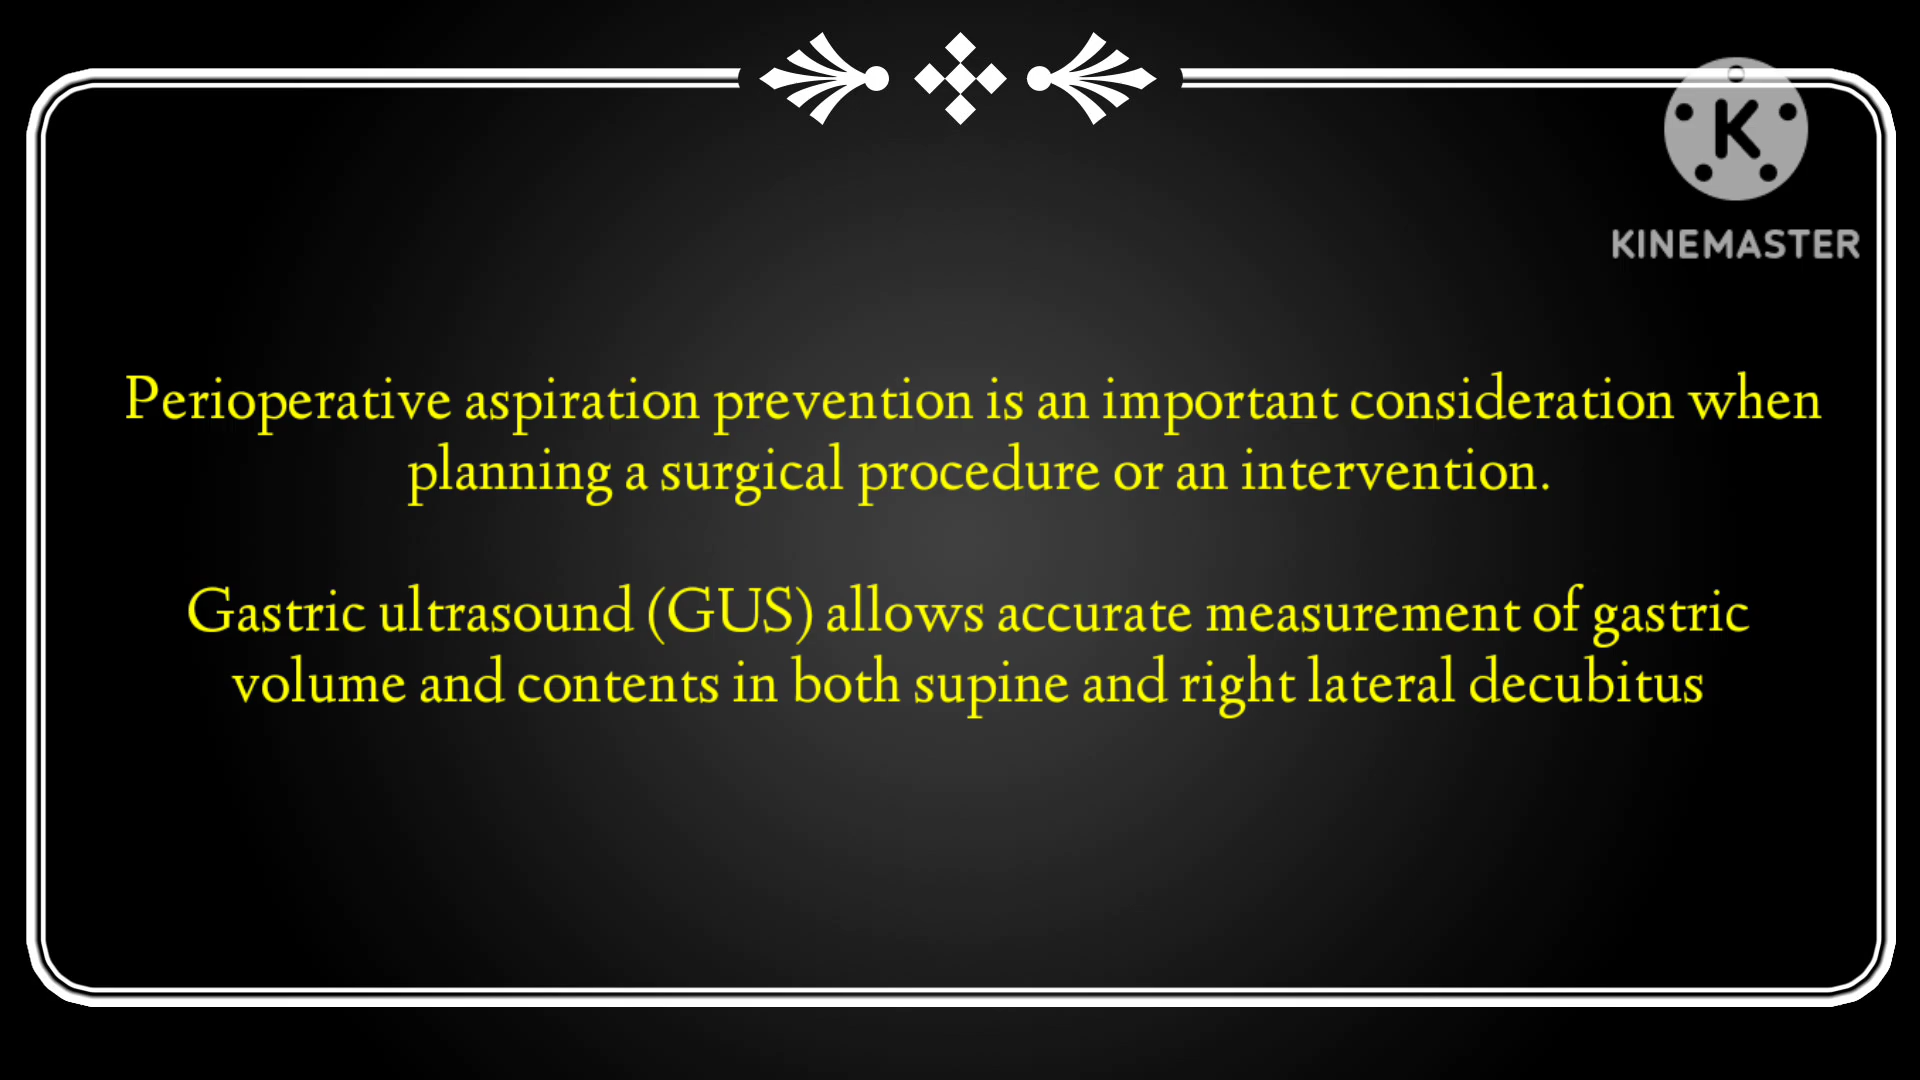 K
KINEMASTER
Perioperative aspiration prevention is an important consideration when
planning a surgical procedure or an intervention.
Gastric ultrasound (GUS) allows accurate measurement of gastric
volume and contents in both supine and right lateral decubitus